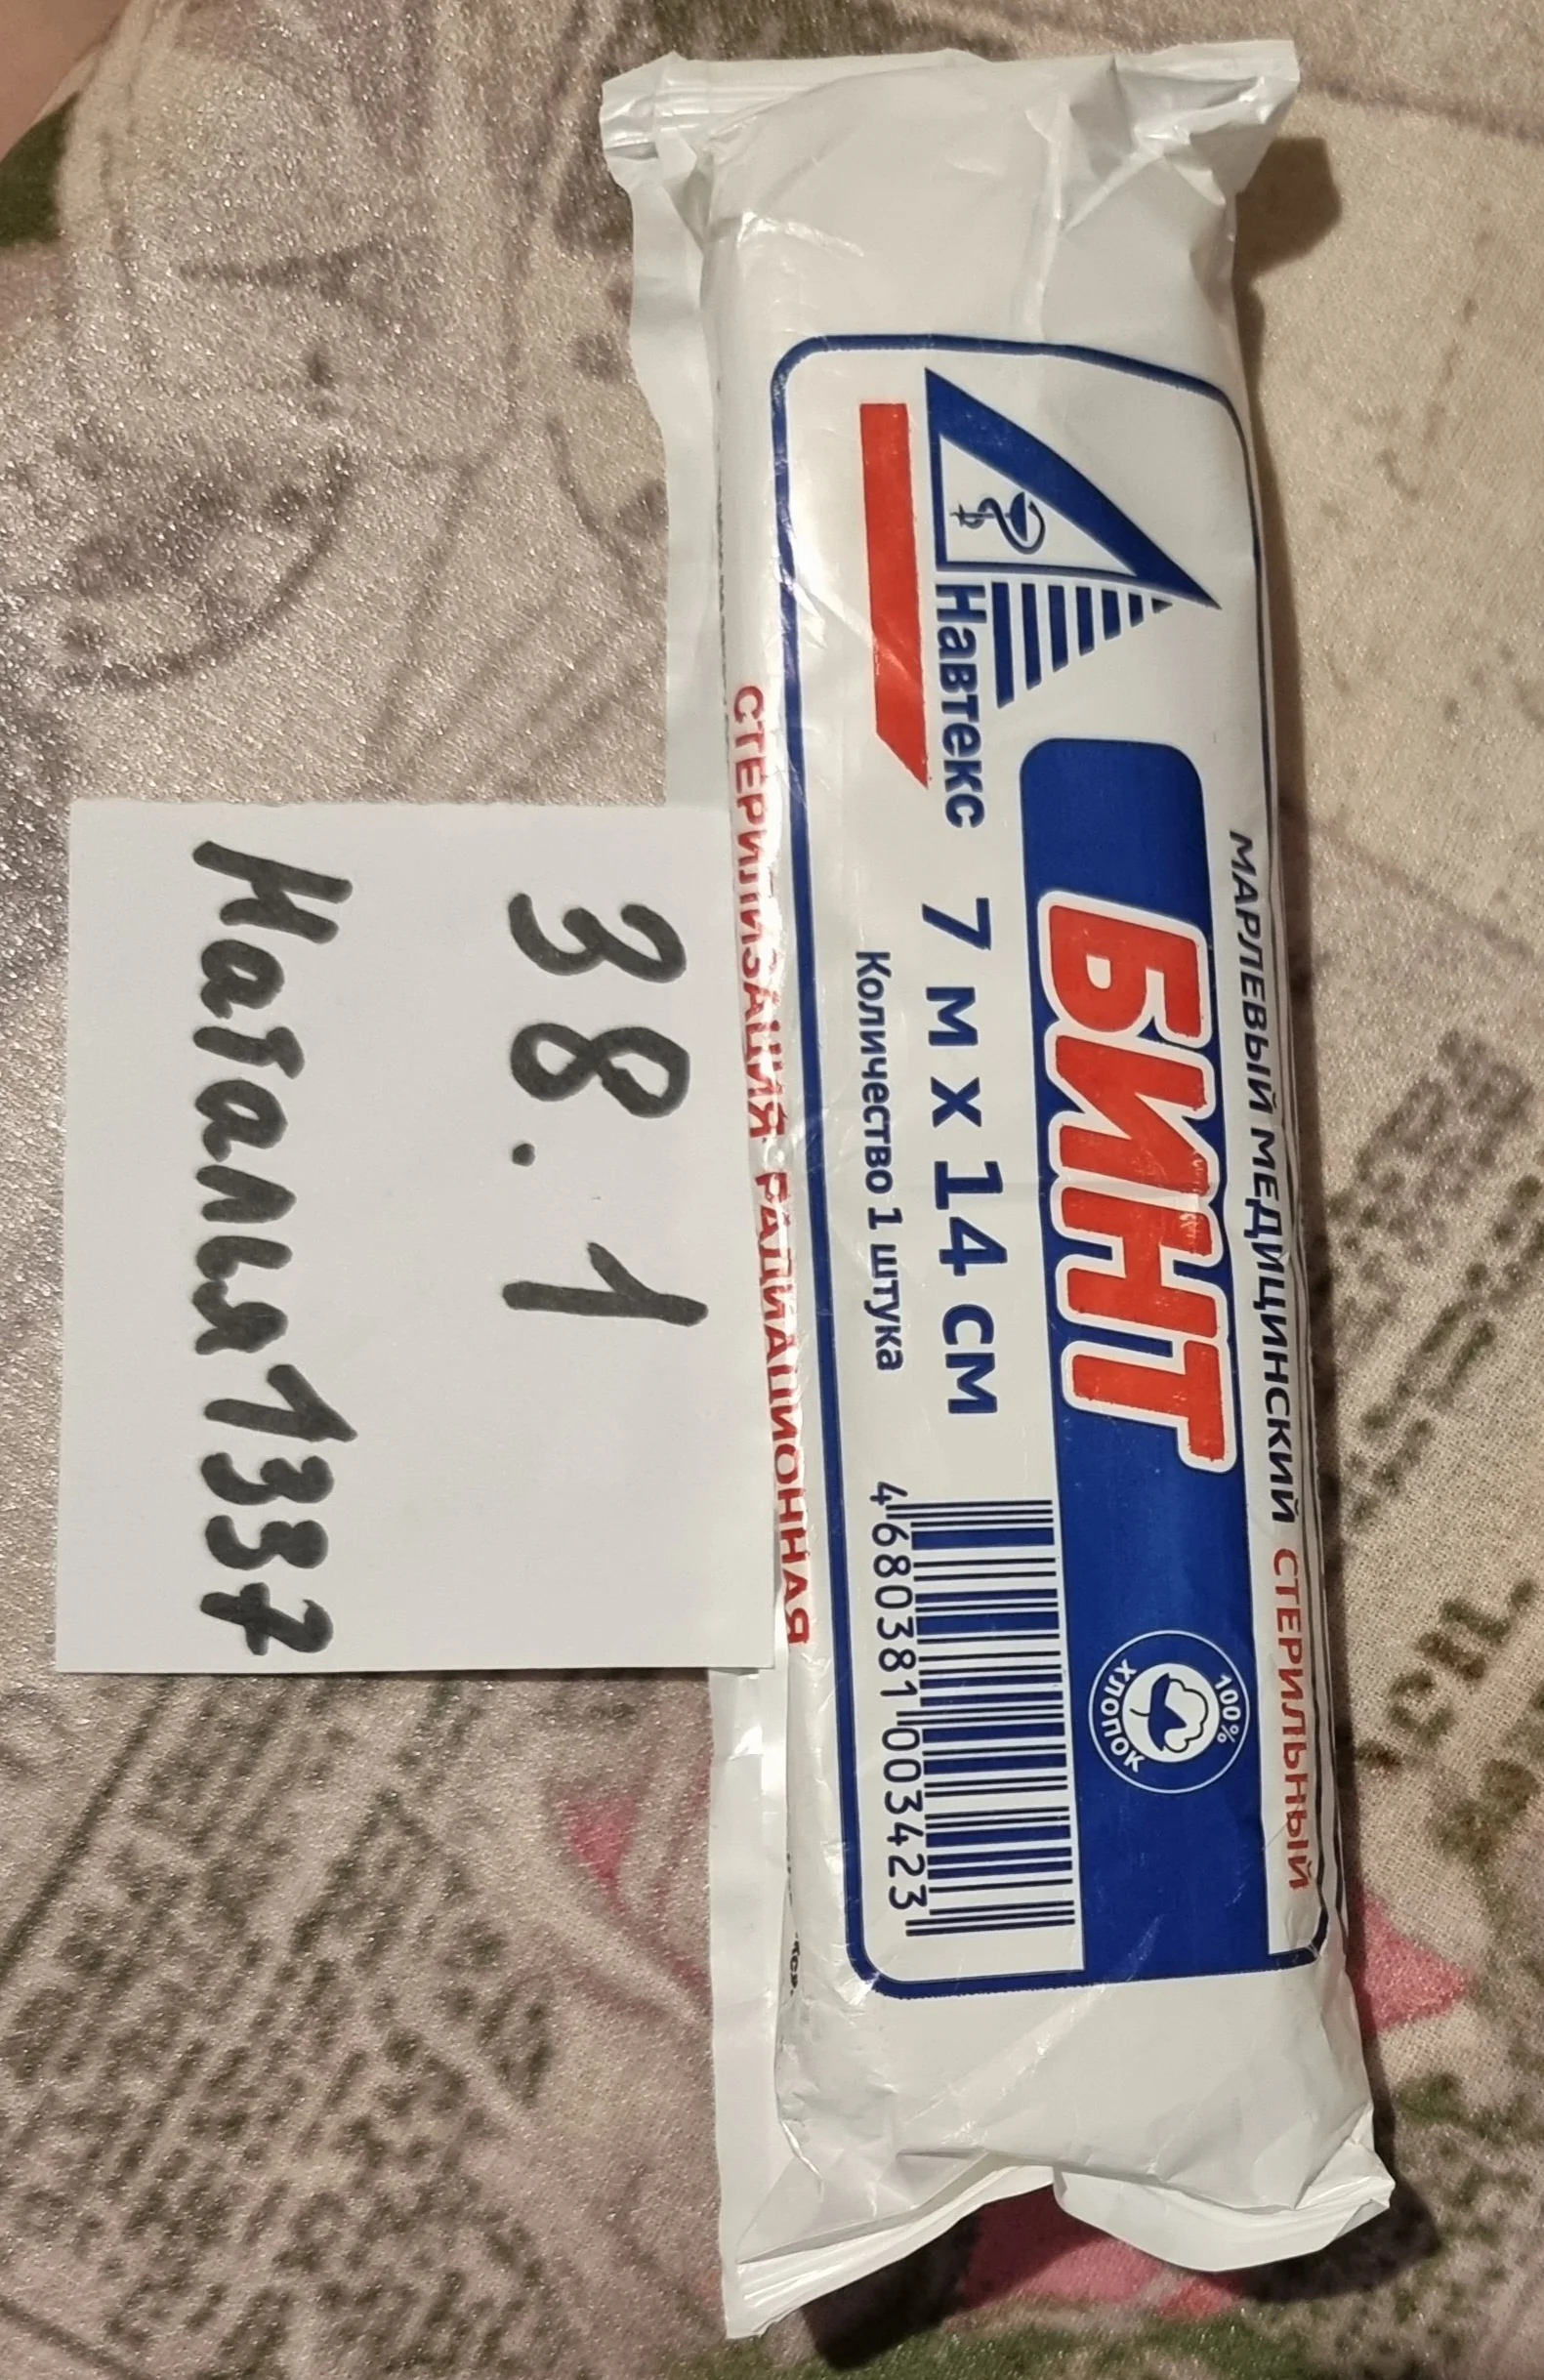 МАРЛЕВЫЙ МЕДИЦИНСКИЙ СТЕРИЛЬНЫЙ
БИНТ
100% ХЛОПОК
Навтекс
7 м х 14 см
Количество 1 штука
4680381003423
СТЕРИЛИЗАЦИЯ РАДИАЦИОННАЯ
38.1
Наталья1337